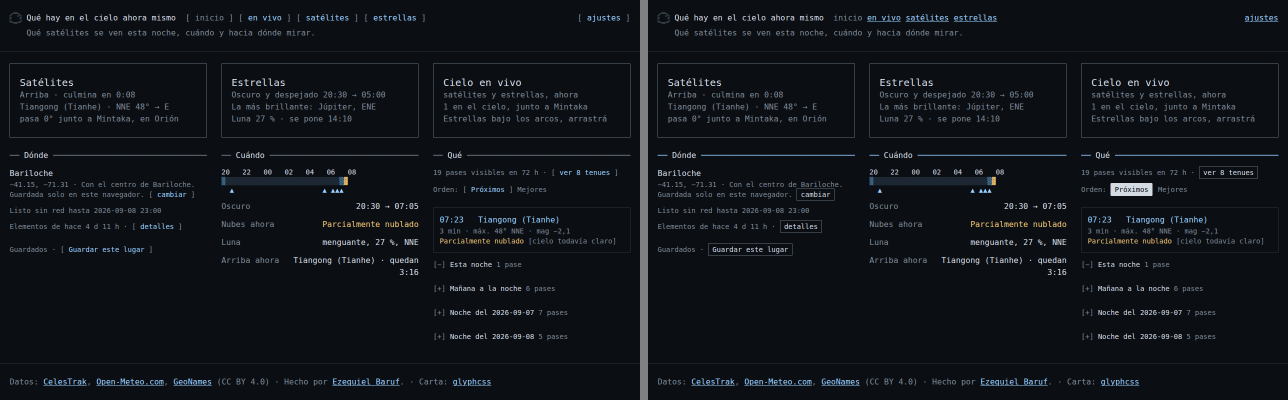 Qué hay en el cielo ahora mismo [ inicio ] [ en vivo ] [ satélites ] [ estrellas ] [ ajustes ]
Qué satélites se ven esta noche, cuándo y hacia dónde mirar.
Satélites
Arriba · culmina en 0:08
Tiangong (Tianhe) · NNE 48° → E
pasa 0° junto a Mintaka, en Orión
Estrellas
Oscuro y despejado 20:30 → 05:00
La más brillante: Júpiter, ENE
Luna 27 % · se pone 14:10
Cielo en vivo
satélites y estrellas, ahora
1 en el cielo, junto a Mintaka
Estrellas bajo los arcos, arrastrá
Dónde
Bariloche
−41.15, −71.31 · Con el centro de Bariloche.
Guardada solo en este navegador. [ cambiar ]
Listo sin red hasta 2026-09-08 23:00
Elementos de hace 4 d 11 h · [ detalles ]
Guardados · [ Guardar este lugar ]
Cuándo
20 22 00 02 04 06 08
Oscuro 20:30 → 07:05
Nubes ahora Parcialmente nublado
Luna menguante, 27 %, NNE
Arriba ahora Tiangong (Tianhe) · quedan
3:16
Qué
19 pases visibles en 72 h · [ ver 8 tenues ]
Orden: [ Próximos ] Mejores
07:23 Tiangong (Tianhe)
3 min · máx. 48° NNE · mag −2,1
Parcialmente nublado [cielo todavía claro]
[−] Esta noche 1 pase
[+] Mañana a la noche 6 pases
[+] Noche del 2026-09-07 7 pases
[+] Noche del 2026-09-08 5 pases
Datos: CelesTrak, Open-Meteo.com, GeoNames (CC BY 4.0) · Hecho por Ezequiel Baruf. · Carta: glyphcss
Qué hay en el cielo ahora mismo inicio en vivo satélites estrellas ajustes
Qué satélites se ven esta noche, cuándo y hacia dónde mirar.
Satélites
Arriba · culmina en 0:08
Tiangong (Tianhe) · NNE 48° → E
pasa 0° junto a Mintaka, en Orión
Estrellas
Oscuro y despejado 20:30 → 05:00
La más brillante: Júpiter, ENE
Luna 27 % · se pone 14:10
Cielo en vivo
satélites y estrellas, ahora
1 en el cielo, junto a Mintaka
Estrellas bajo los arcos, arrastrá
Dónde
Bariloche
−41.15, −71.31 · Con el centro de Bariloche.
Guardada solo en este navegador. cambiar
Listo sin red hasta 2026-09-08 23:00
Elementos de hace 4 d 11 h · detalles
Guardados · Guardar este lugar
Cuándo
20 22 00 02 04 06 08
Oscuro 20:30 → 07:05
Nubes ahora Parcialmente nublado
Luna menguante, 27 %, NNE
Arriba ahora Tiangong (Tianhe) · quedan
3:16
Qué
19 pases visibles en 72 h · ver 8 tenues
Orden: Próximos Mejores
07:23 Tiangong (Tianhe)
3 min · máx. 48° NNE · mag −2,1
Parcialmente nublado [cielo todavía claro]
[−] Esta noche 1 pase
[+] Mañana a la noche 6 pases
[+] Noche del 2026-09-07 7 pases
[+] Noche del 2026-09-08 5 pases
Datos: CelesTrak, Open-Meteo.com, GeoNames (CC BY 4.0) · Hecho por Ezequiel Baruf. · Carta: glyphcss